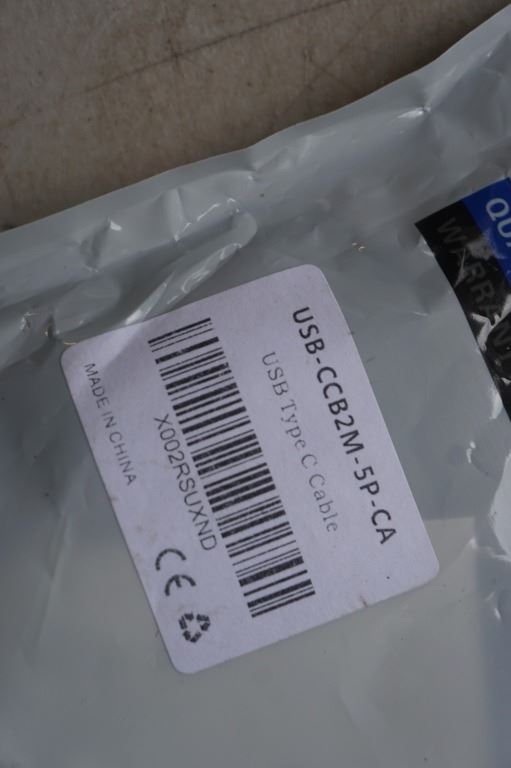 USB-CCB2M-5P-CA
USB Type C Cable
X002RSUXND
MADE IN CHINA
CE